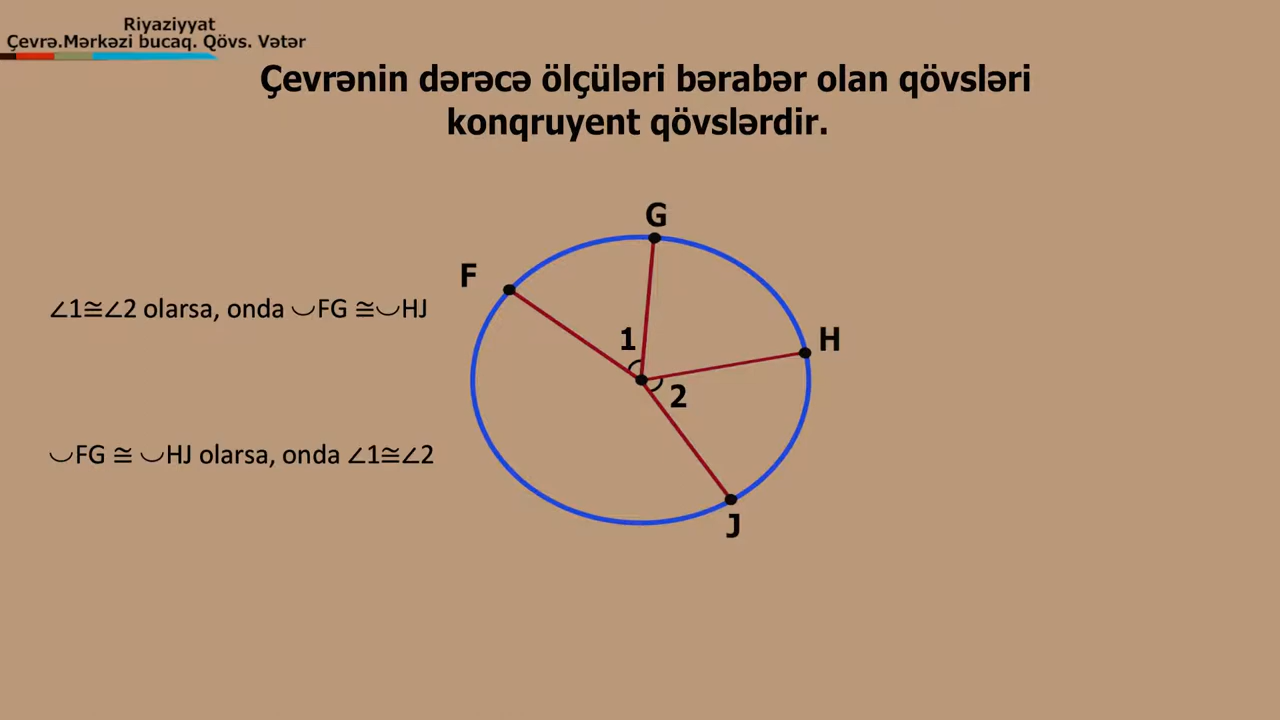 Riyaziyyat
Çevrə.Mərkəzi bucaq. Qövs. Vətər
Çevrənin dərəcə ölçüləri bərabər olan qövsləri
konqruyent qövslərdir.
G
F
∠1≅∠2 olarsa, onda ◡FG ≅◡HJ
1
H
2
◡FG ≅ ◡HJ olarsa, onda ∠1≅∠2
J